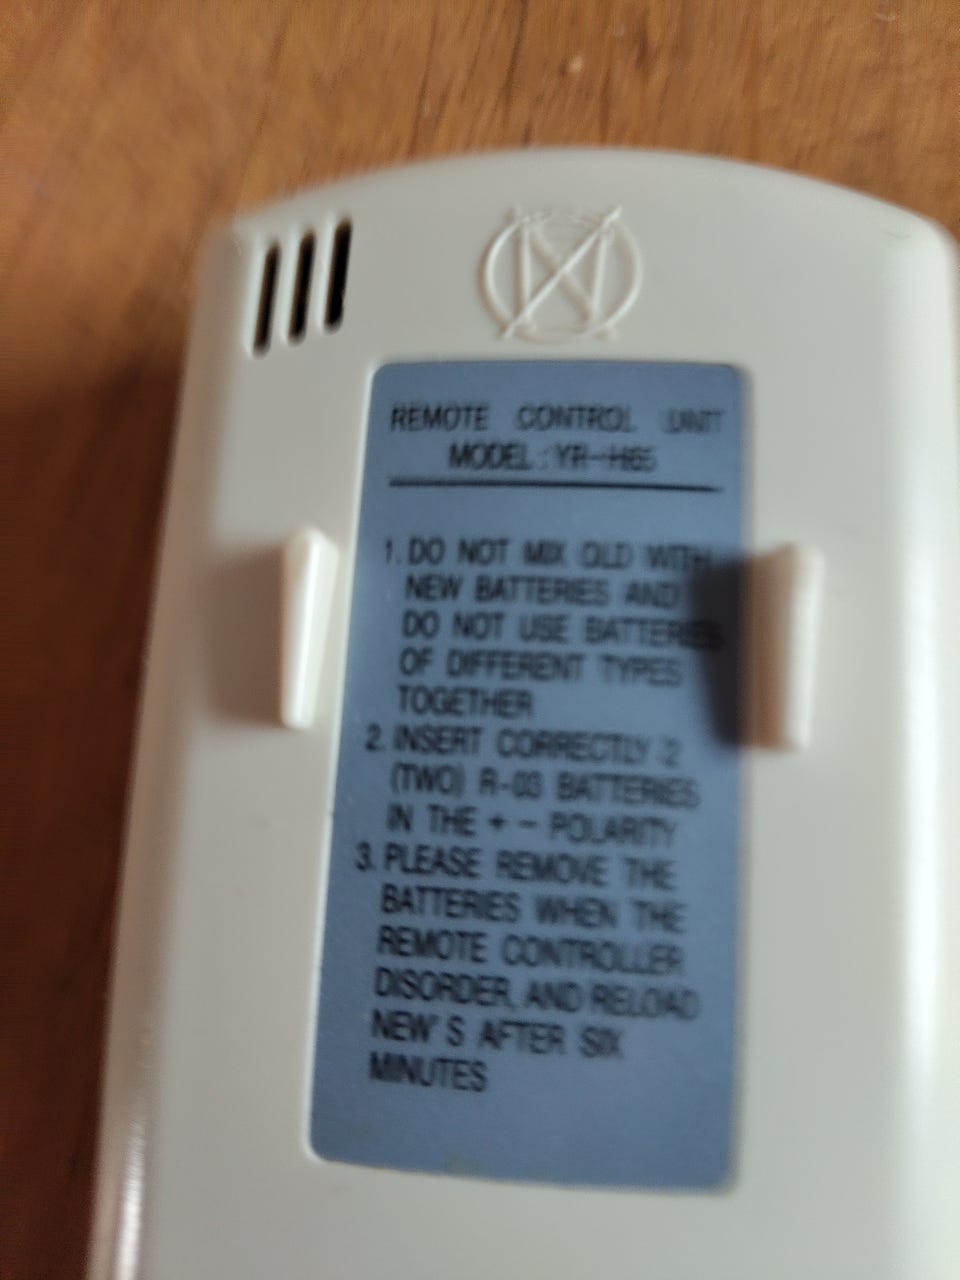 REMOTE CONTROL UNIT
MODEL:
1. DO NOT MIX OLD WITH
NEW BATTERIES AND
DO NOT USE BATTERIES
OF DIFFERENT TYPES
TOGETHER
2. INSERT CORRECTLY 2
(TWO) R-03 BATTERIES
IN THE + - POLARITY
3. PLEASE REMOVE THE
BATTERIES WHEN THE
REMOTE CONTROLLER
DISORDER, AND RELOAD
NEW'S AFTER SIX
MINUTES